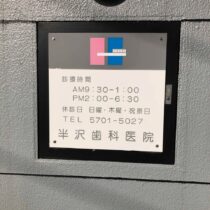 診療時間
AM9:30-1:00
PM2:00-6:30
休診日 日曜・木曜・祝祭日
TEL 5701-5027
半沢歯科医院